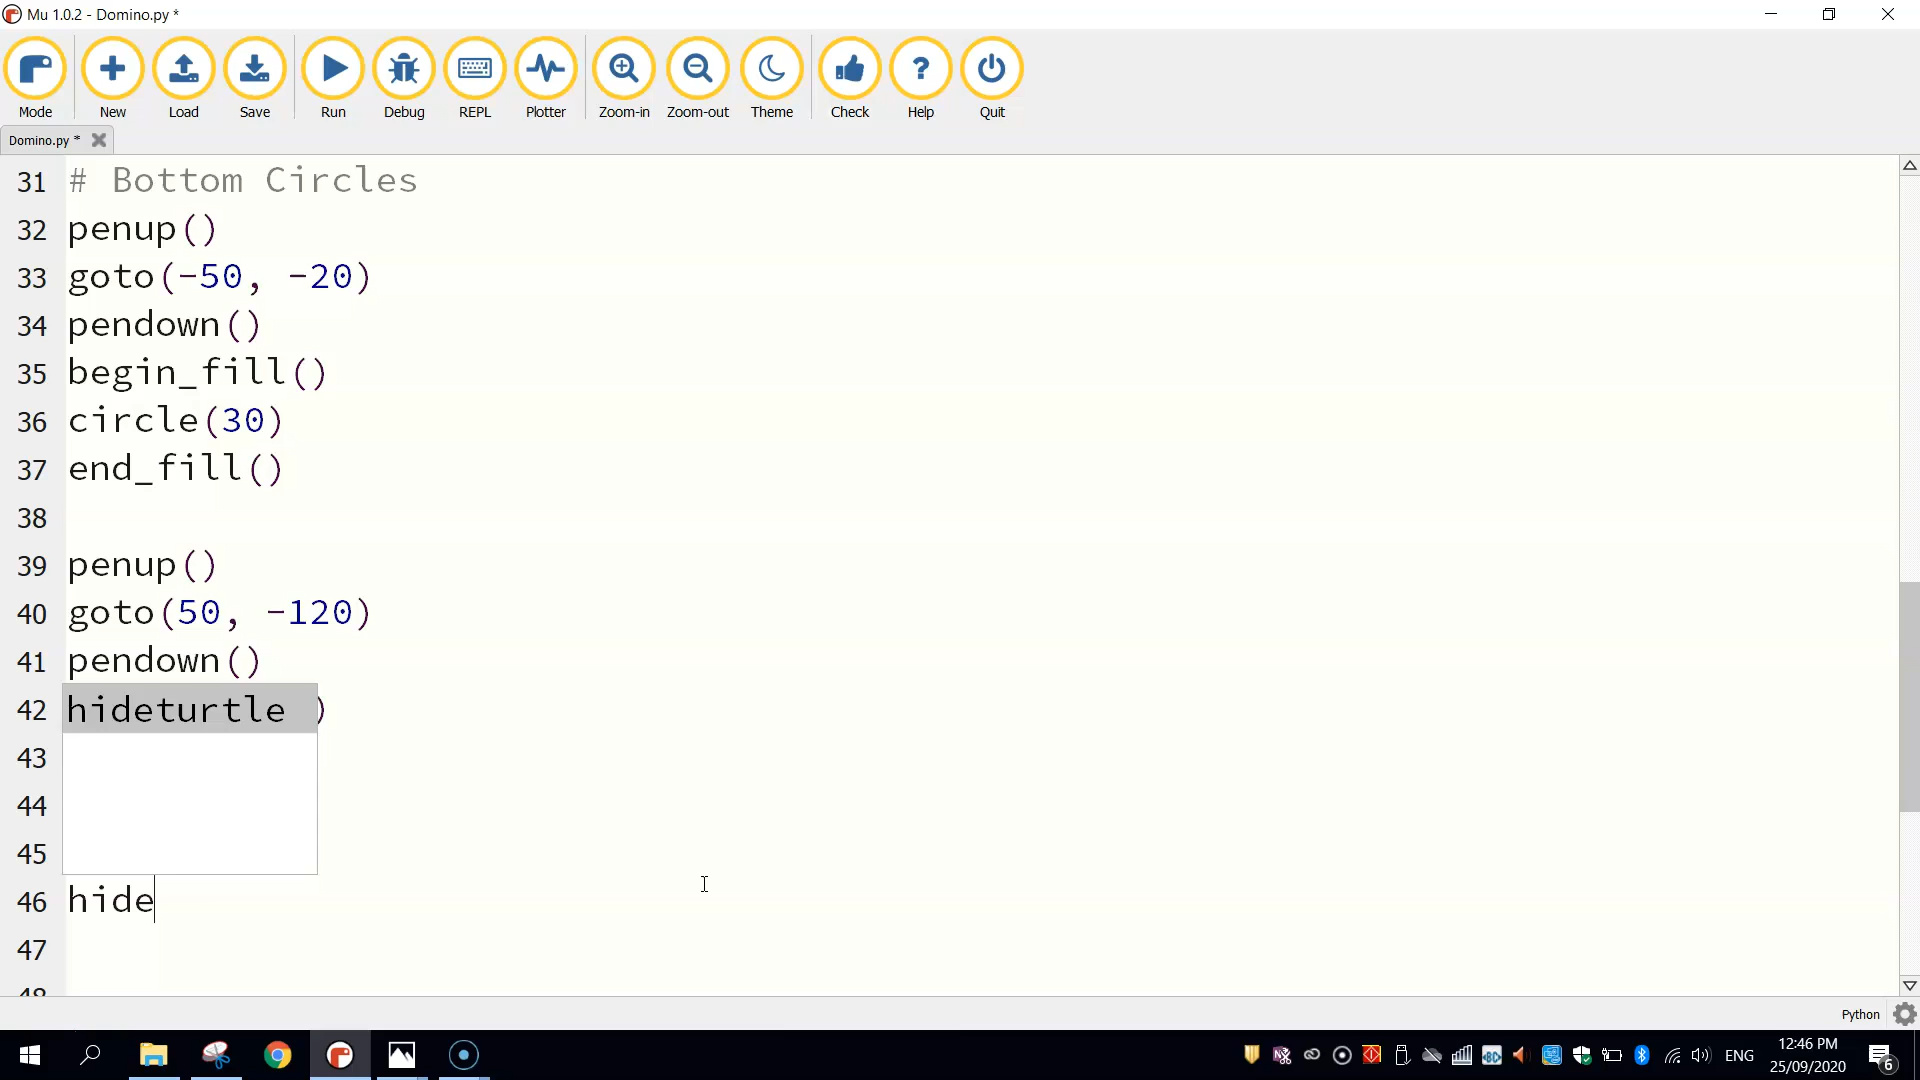 Mu 1.0.2 - Domino.py *
Mode New Load Save Run Debug REPL Plotter Zoom-in Zoom-out Theme Check Help Quit
Domino.py *
31 # Bottom Circles
32 penup()
33 goto(-50, -20)
34 pendown()
35 begin_fill()
36 circle(30)
37 end_fill()
38
39 penup()
40 goto(50, -120)
41 pendown()
42 hideturtle )
43
44
45
46 hide
47
48
Python
ENG
12:46 PM
25/09/2020
6